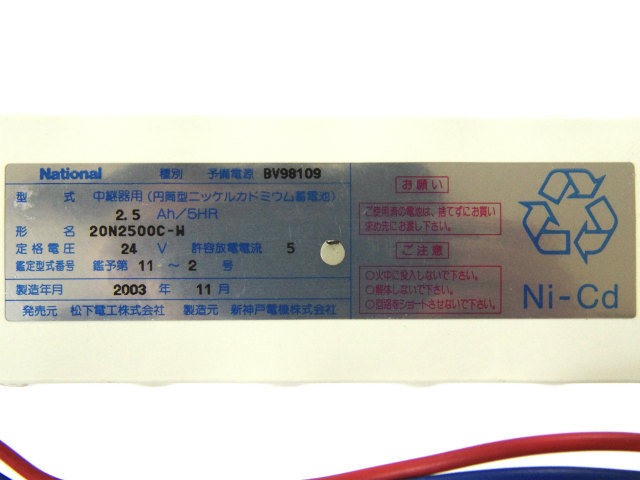 National 種別 予備電源 BV98109
型式 中継器用(円筒型ニッケルカドミウム蓄電池)
2.5 Ah/5HR
形名 20N2500C-W
定格電圧 24 V 許容放電電流 5
鑑定型式番号 鑑予第 11 ～ 2 号
製造年月 2003 年 11 月
発売元 松下電工株式会社 製造元 新神戸電機株式会社
お願い
ご使用済の電池は、捨てずにお買い
求め先にお渡し下さい。
ご注意
○火中に投入しないで下さい。
○解体しないで下さい。
○回路をショートさせないで下さい。
Ni-Cd